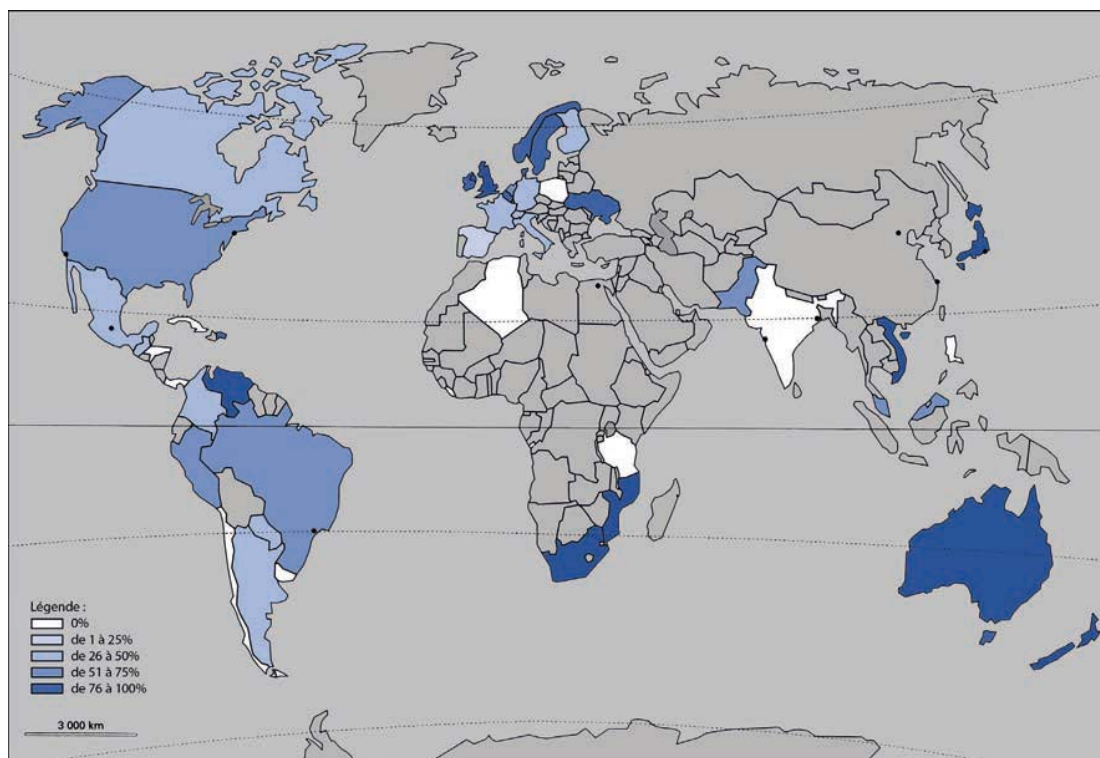 Légende :
0%
de 1 à 25%
de 26 à 50%
de 51 à 75%
de 76 à 100%
3 000 km